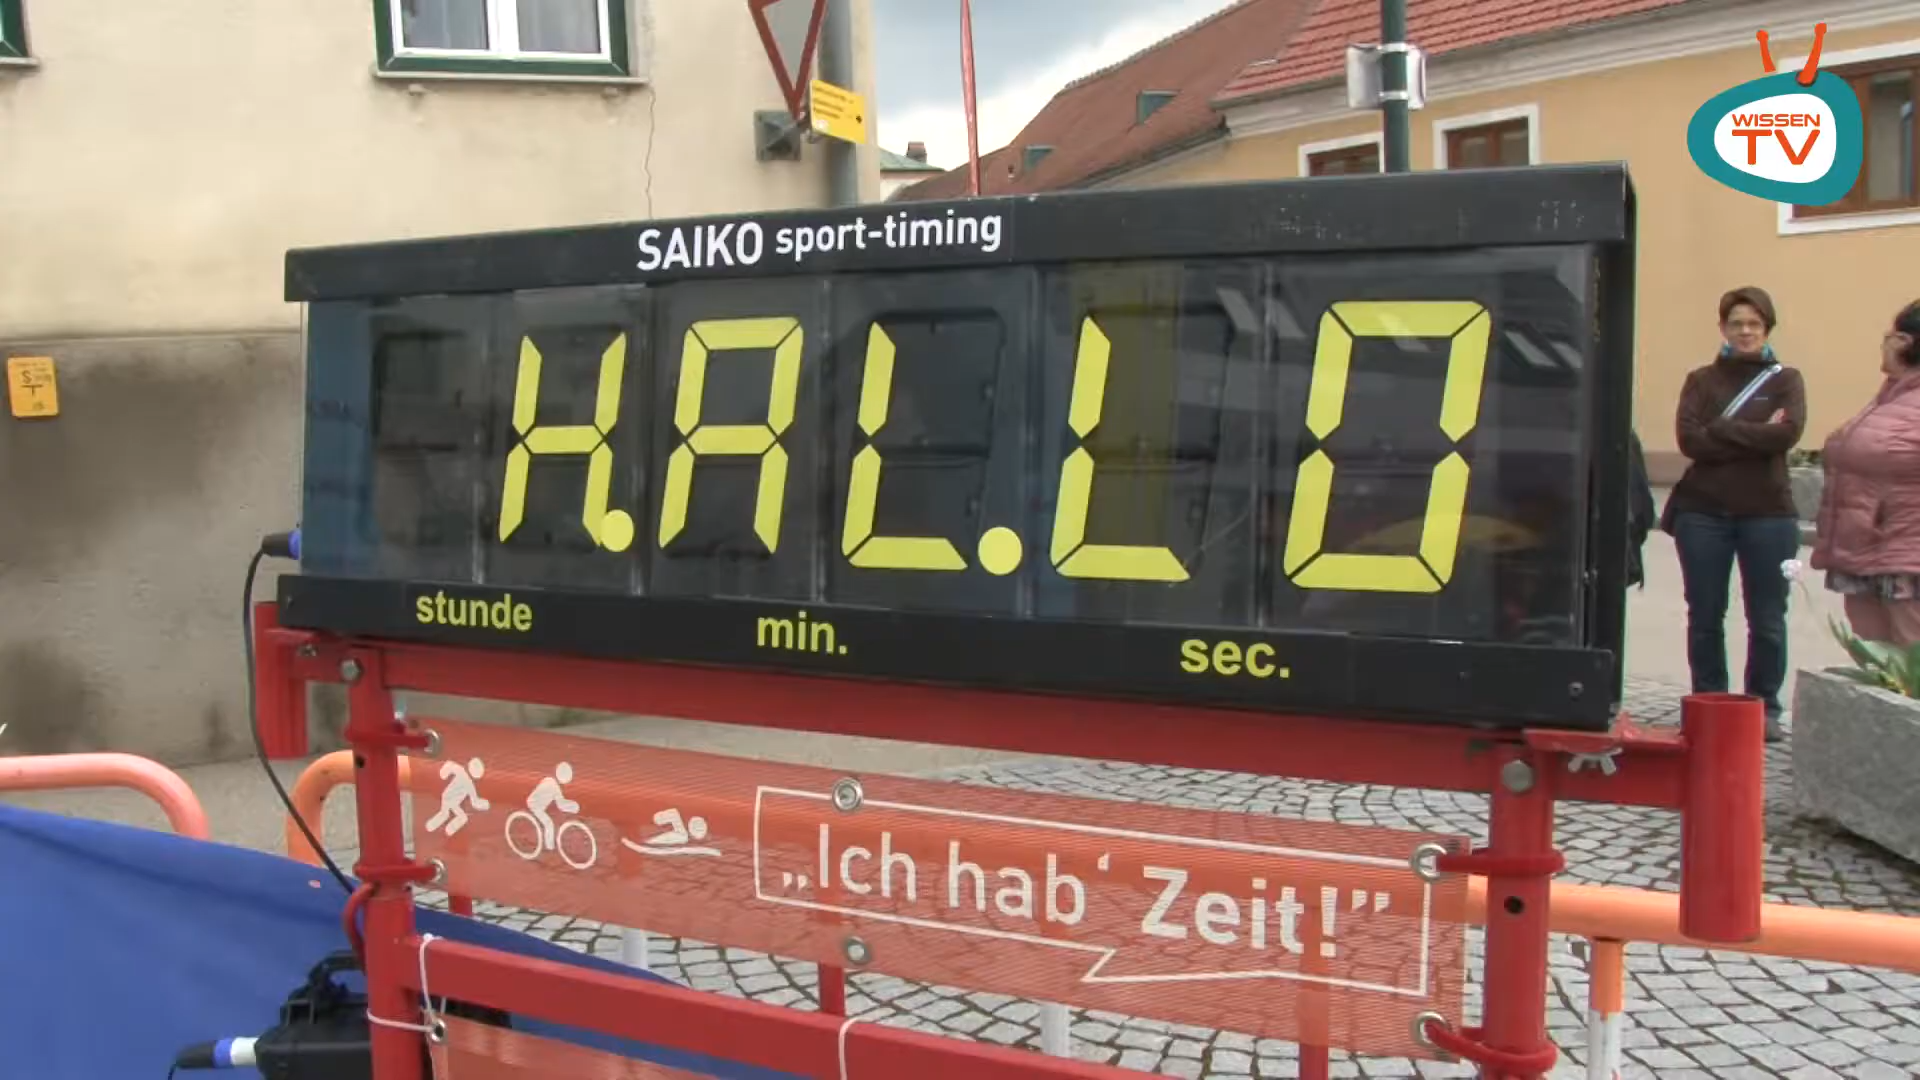 WISSEN
TV
SAIKO sport-timing
H.AL.LO
stunde min. sec.
„Ich hab‘ Zeit!”